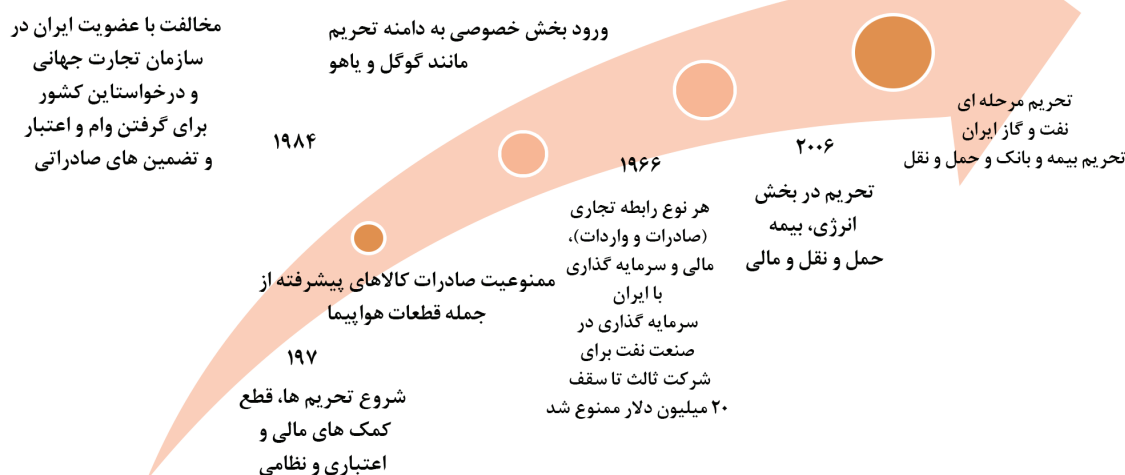 مخالفت با عضویت ایران در
سازمان تجارت جهانی
و درخواستاین کشور
برای گرفتن وام و اعتبار
و تضمین های صادراتی
ورود بخش خصوصی به دامنه تحریم
مانند گوگل و یاهو
۱۹۸۴
ممنوعیت صادرات کالاهای پیشرفته از
جمله قطعات هواپیما
۱۹۷
شروع تحریم ها، قطع
کمک های مالی و
اعتباری و نظامی
۱۹۶۶
هر نوع رابطه تجاری
(صادرات و واردات)،
مالی و سرمایه گذاری
با ایران
سرمایه گذاری در
صنعت نفت برای
شرکت ثالث تا سقف
۲۰ میلیون دلار ممنوع شد
۲۰۰۶
تحریم در بخش
انرژی، بیمه
حمل و نقل و مالی
تحریم مرحله ای
نفت و گاز ایران
تحریم بیمه و بانک و حمل و نقل